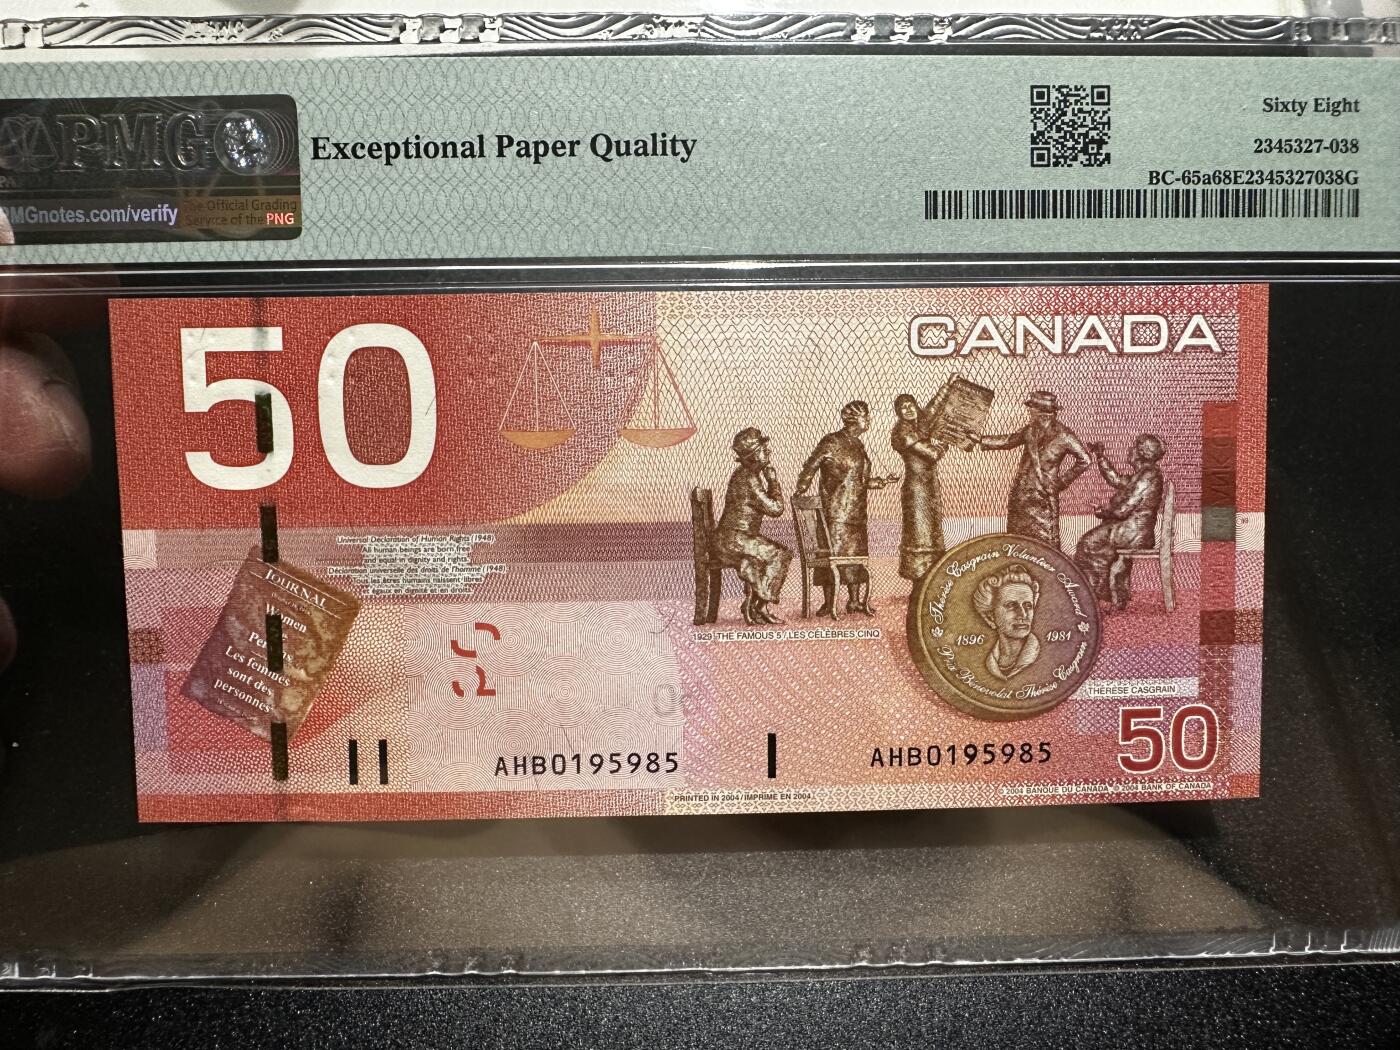 PMG
Exceptional Paper Quality
PMGnotes.com/verify
The Official Grading
Service of the PNG
Sixty Eight
2345327-038
BC-65a68E2345327038G
50
CANADA
Universal Declaration of Human Rights (1948)
All human beings are born free
and equal in dignity and rights.
Déclaration universelle des droits de l'homme (1948)
Tous les êtres humains naissent libres
et égaux en dignité et en droits.
JOURNAL
Women
Les femmes
sont des
personnes
1929 THE FAMOUS 5 / LES CÉLÈBRES CINQ
Thérèse Casgrain Volunteer Award
1896 1981
Prix Bénévolat Thérèse Casgrain
THÉRÈSE CASGRAIN
50
AHB0195985
AHB0195985
PRINTED IN 2004 / IMPRIMÉ EN 2004
© 2004 BANQUE DU CANADA © 2004 BANK OF CANADA